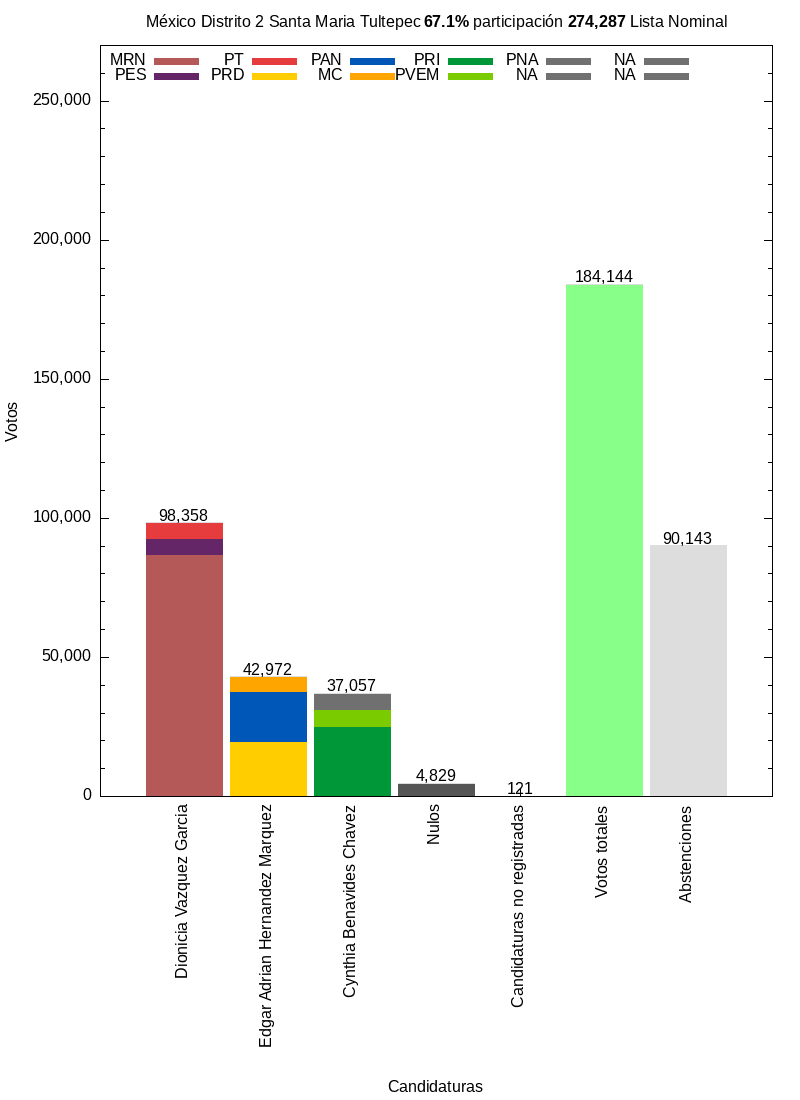 México Distrito 2 Santa Maria Tultepec 67.1% participación 274,287 Lista Nominal
MRN PT PAN PRI PNA NA
PES PRD MC PVEM NA NA
250,000
200,000
184,144
150,000
Votos
100,000
98,358
90,143
50,000
42,972
37,057
4,829
121
0
Dionicia Vazquez Garcia
Edgar Adrian Hernandez Marquez
Cynthia Benavides Chavez
Nulos
Candidaturas no registradas
Votos totales
Abstenciones
Candidaturas